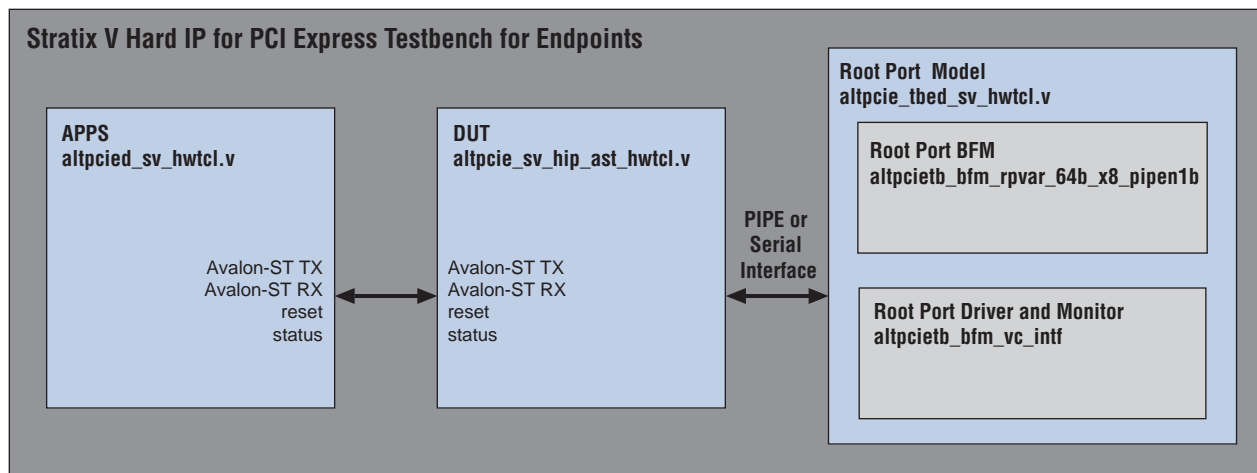 Stratix V Hard IP for PCI Express Testbench for Endpoints
APPS
altpcied_sv_hwtcl.v
Avalon-ST TX
Avalon-ST RX
reset
status
DUT
altpcie_sv_hip_ast_hwtcl.v
Avalon-ST TX
Avalon-ST RX
reset
status
PIPE or
Serial
Interface
Root Port Model
altpcie_tbed_sv_hwtcl.v
Root Port BFM
altpcietb_bfm_rpvar_64b_x8_pipen1b
Root Port Driver and Monitor
altpcietb_bfm_vc_intf